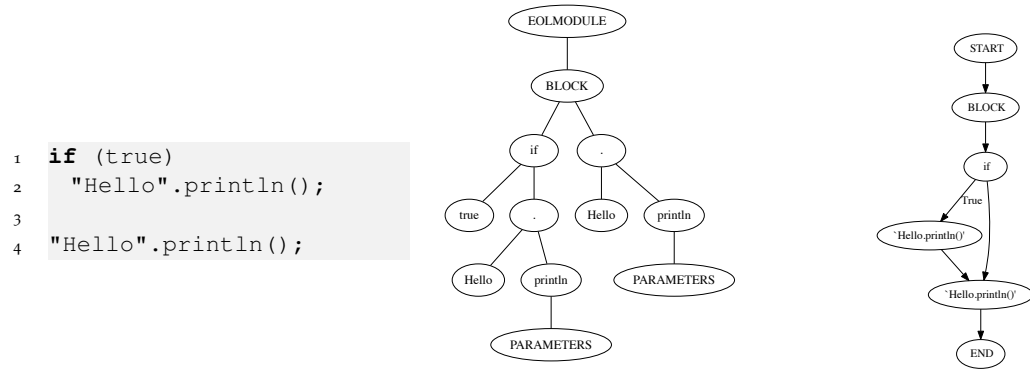 1 if (true)
2 "Hello".println();
3
4 "Hello".println();
EOLMODULE
BLOCK
if .
true . Hello println
Hello println PARAMETERS
PARAMETERS
START
BLOCK
if
True
`Hello.println()'
`Hello.println()'
END